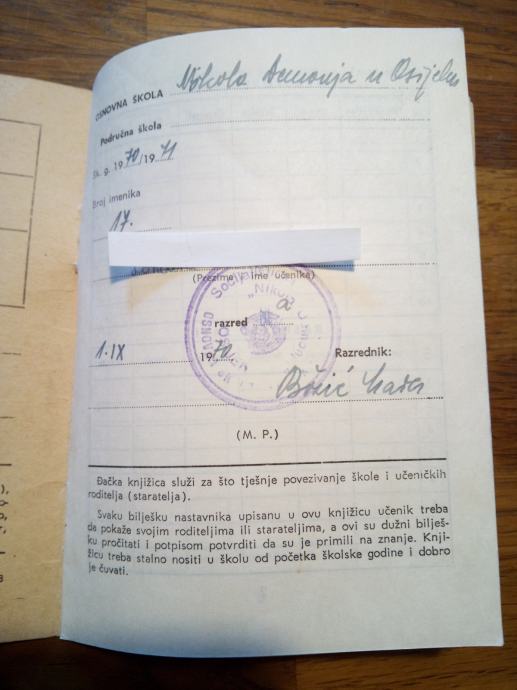 OSNOVNA ŠKOLA Nikola Demonja u Osijeku
Područna škola
Šk. g. 1970/1971
Broj imenika
17.
(Prezime i ime učenika)
razred a
1. IX 1970 Razrednik:
Božić
(M. P.)
Đačka knjižica služi za što tješnje povezivanje škole i učeničkih
roditelja (staratelja).
Svaku bilješku nastavnika upisanu u ovu knjižicu učenik treba
da pokaže svojim roditeljima ili starateljima, a ovi su dužni bilješ-
ku pročitati i potpisom potvrditi da su je primili na znanje. Knji-
žicu treba stalno nositi u školu od početka školske godine i dobro
je čuvati.